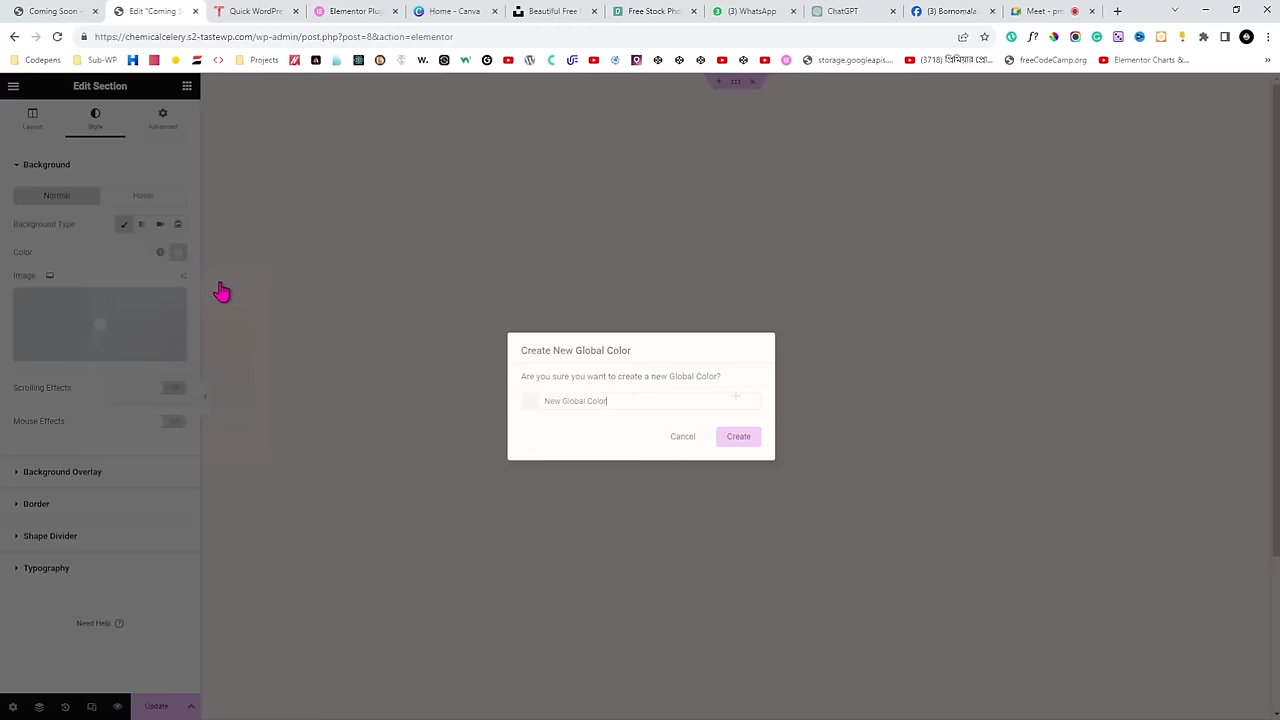 Coming Soon –
Edit "Coming S
Quick WordPre
Elementor Plug
Home - Canva
Beautiful Free I
Free Stock Pho
(3) WhatsApp
ChatGPT
(3) Bornomala
Meet - pm
https://chemicalcelery.s2-tastewp.com/wp-admin/post.php?post=8&action=elementor
Codepens
Sub-WP
Projects
storage.googleapis....
freeCodeCamp.org
Elementor Charts &...
Edit Section
Layout
Style
Advanced
Background
Normal
Hover
Background Type
Color
Image
Scrolling Effects
Mouse Effects
Background Overlay
Border
Shape Divider
Typography
Need Help
Update
Create New Global Color
Are you sure you want to create a new Global Color?
New Global Color
Cancel
Create